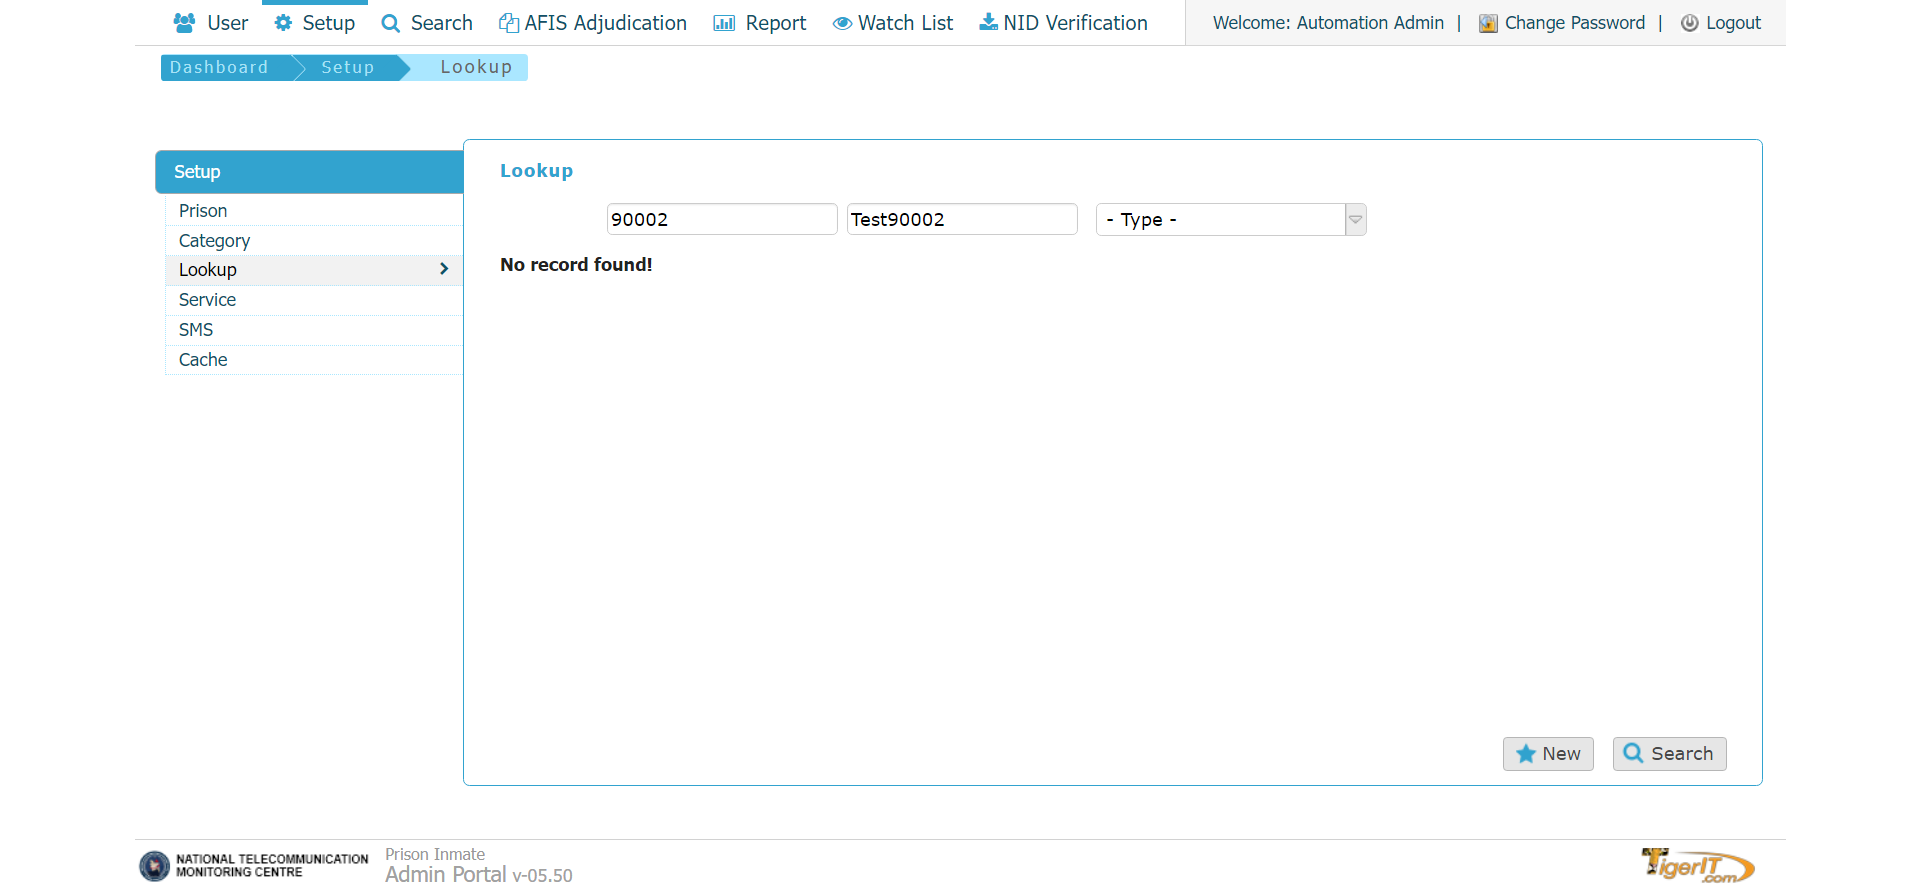 User Setup Search AFIS Adjudication Report Watch List NID Verification Welcome: Automation Admin | Change Password | Logout
Dashboard Setup Lookup
Setup
Prison
Category
Lookup
Service
SMS
Cache
Lookup
90002 Test90002 - Type -
No record found!
New Search
NATIONAL TELECOMMUNICATION
MONITORING CENTRE
Prison Inmate
Admin Portal v-05.50
TigerIT
.com